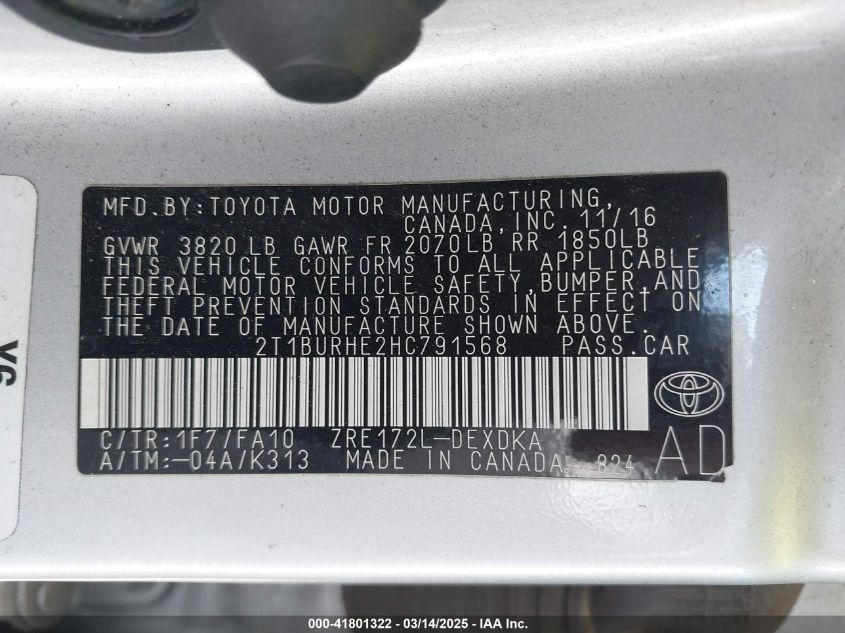 MFD.BY:TOYOTA MOTOR MANUFACTURING,
CANADA,INC. 11/16
GVWR 3820 LB GAWR FR 2070LB RR 1850LB
THIS VEHICLE CONFORMS TO ALL APPLICABLE
FEDERAL MOTOR VEHICLE SAFETY,BUMPER,AND
THEFT PREVENTION STANDARDS IN EFFECT ON
THE DATE OF MANUFACTURE SHOWN ABOVE.
2T1BURHE2HC791568 PASS.CAR
C/TR:1F7/FA10 ZRE172L-DEXDKA
A/TM:-04A/K313 MADE IN CANADA 824
AD
000-41801322 - 03/14/2025 - IAA Inc.